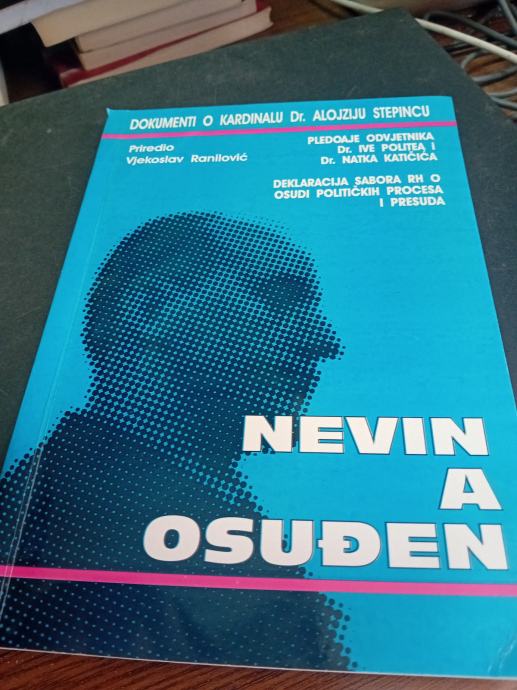 DOKUMENTI O KARDINALU Dr. ALOJZIJU STEPINCU
Priredio
Vjekoslav Ranilović
PLEDOAJE ODVJETNIKA
Dr. IVE POLITEA I
Dr. NATKA KATIČIĆA
DEKLARACIJA SABORA RH O
OSUDI POLITIČKIH PROCESA
I PRESUDA
NEVIN
A
OSUĐEN